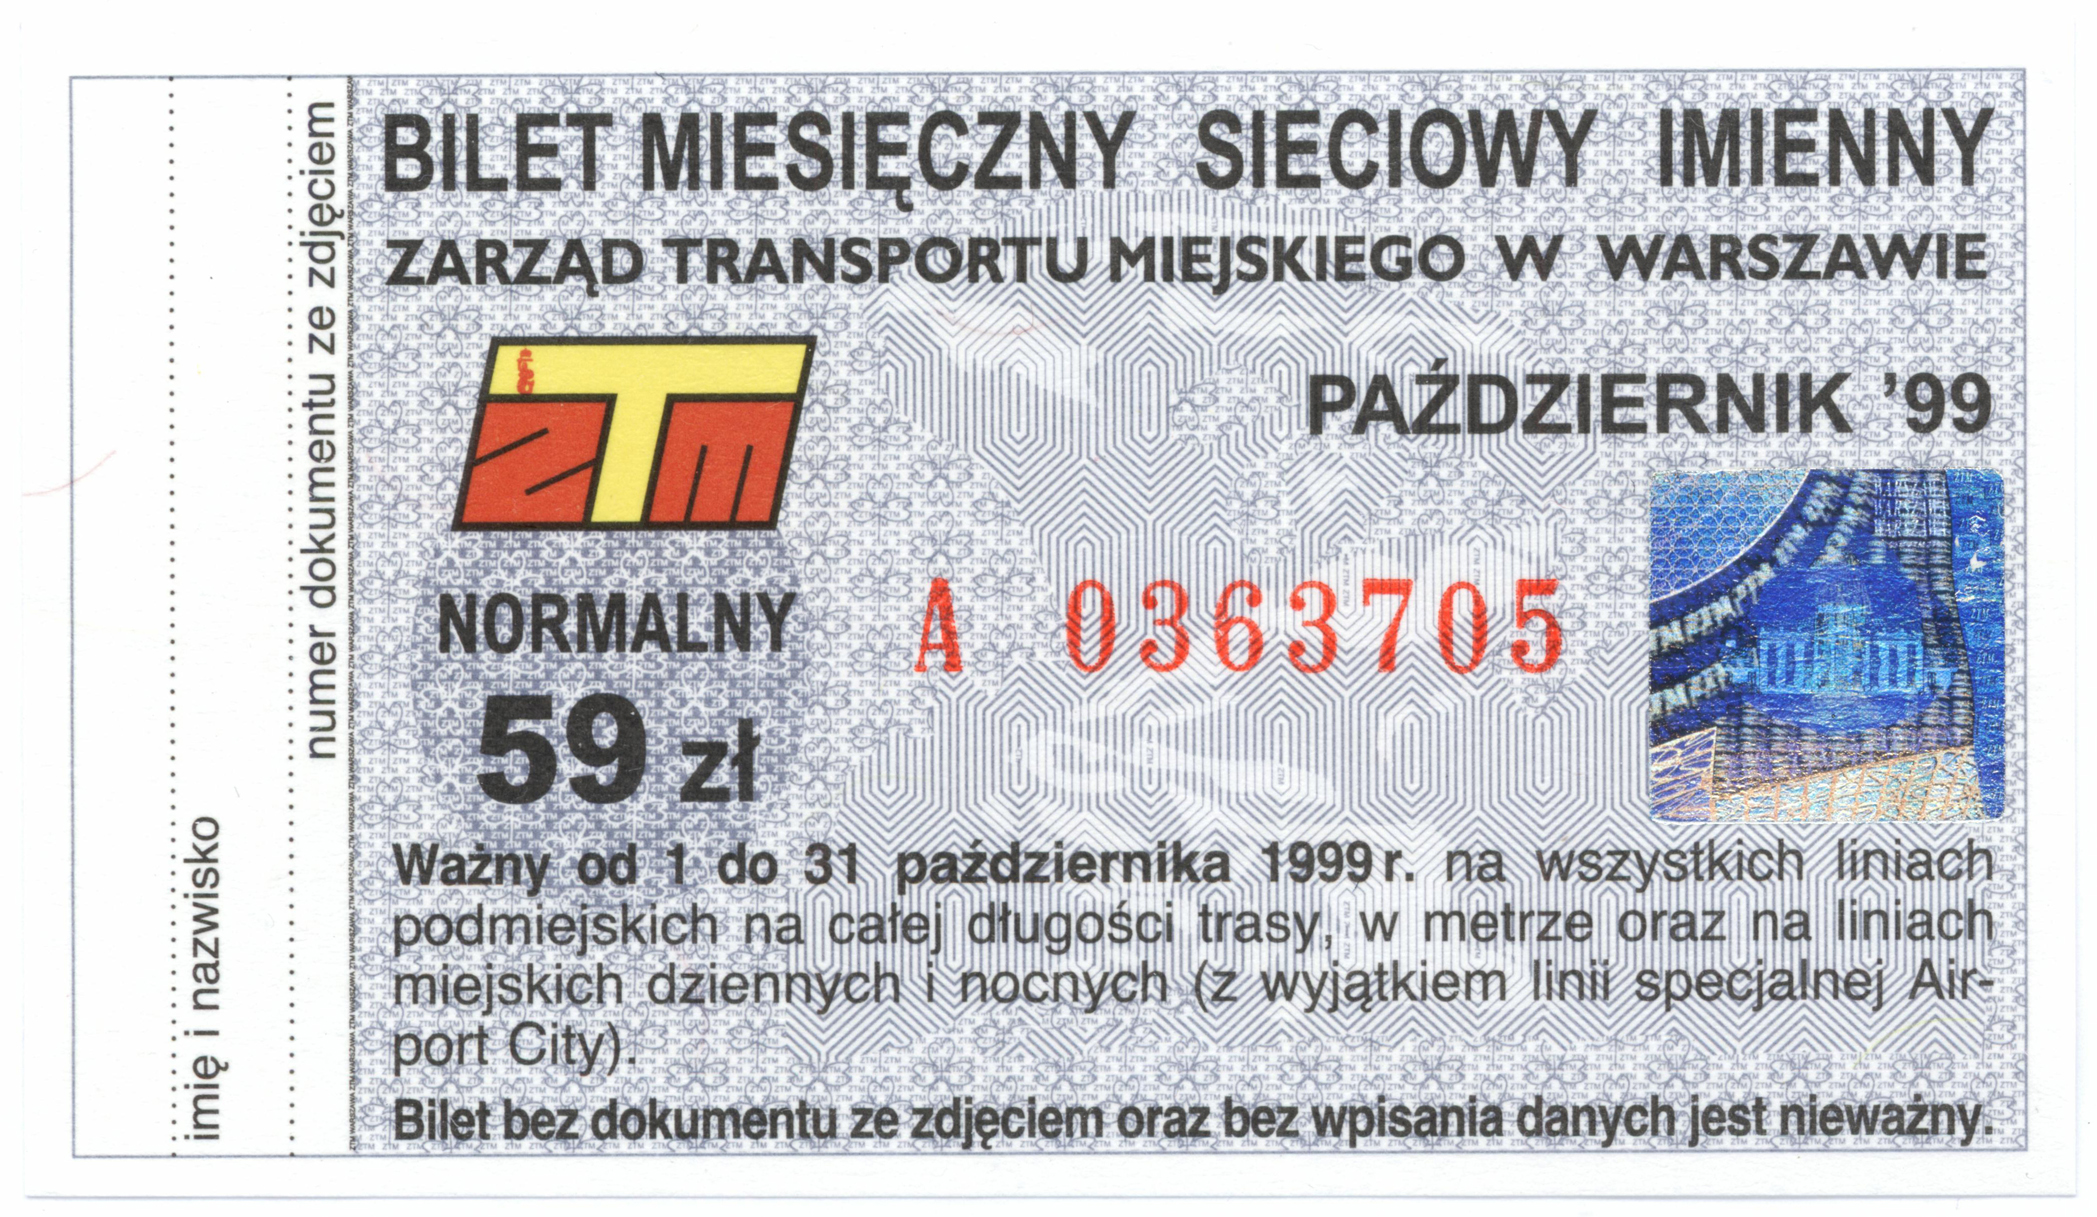 BILET MIESIĘCZNY SIECIOWY IMIENNY
ZARZĄD TRANSPORTU MIEJSKIEGO W WARSZAWIE
ZTM
PAŹDZIERNIK ’99
NORMALNY
A 0363705
59 zł
Ważny od 1 do 31 października 1999 r. na wszystkich liniach
podmiejskich na całej długości trasy, w metrze oraz na liniach
miejskich dziennych i nocnych (z wyjątkiem linii specjalnej Air-
port City).
Bilet bez dokumentu ze zdjęciem oraz bez wpisania danych jest nieważny.
imię i nazwisko
numer dokumentu ze zdjęciem